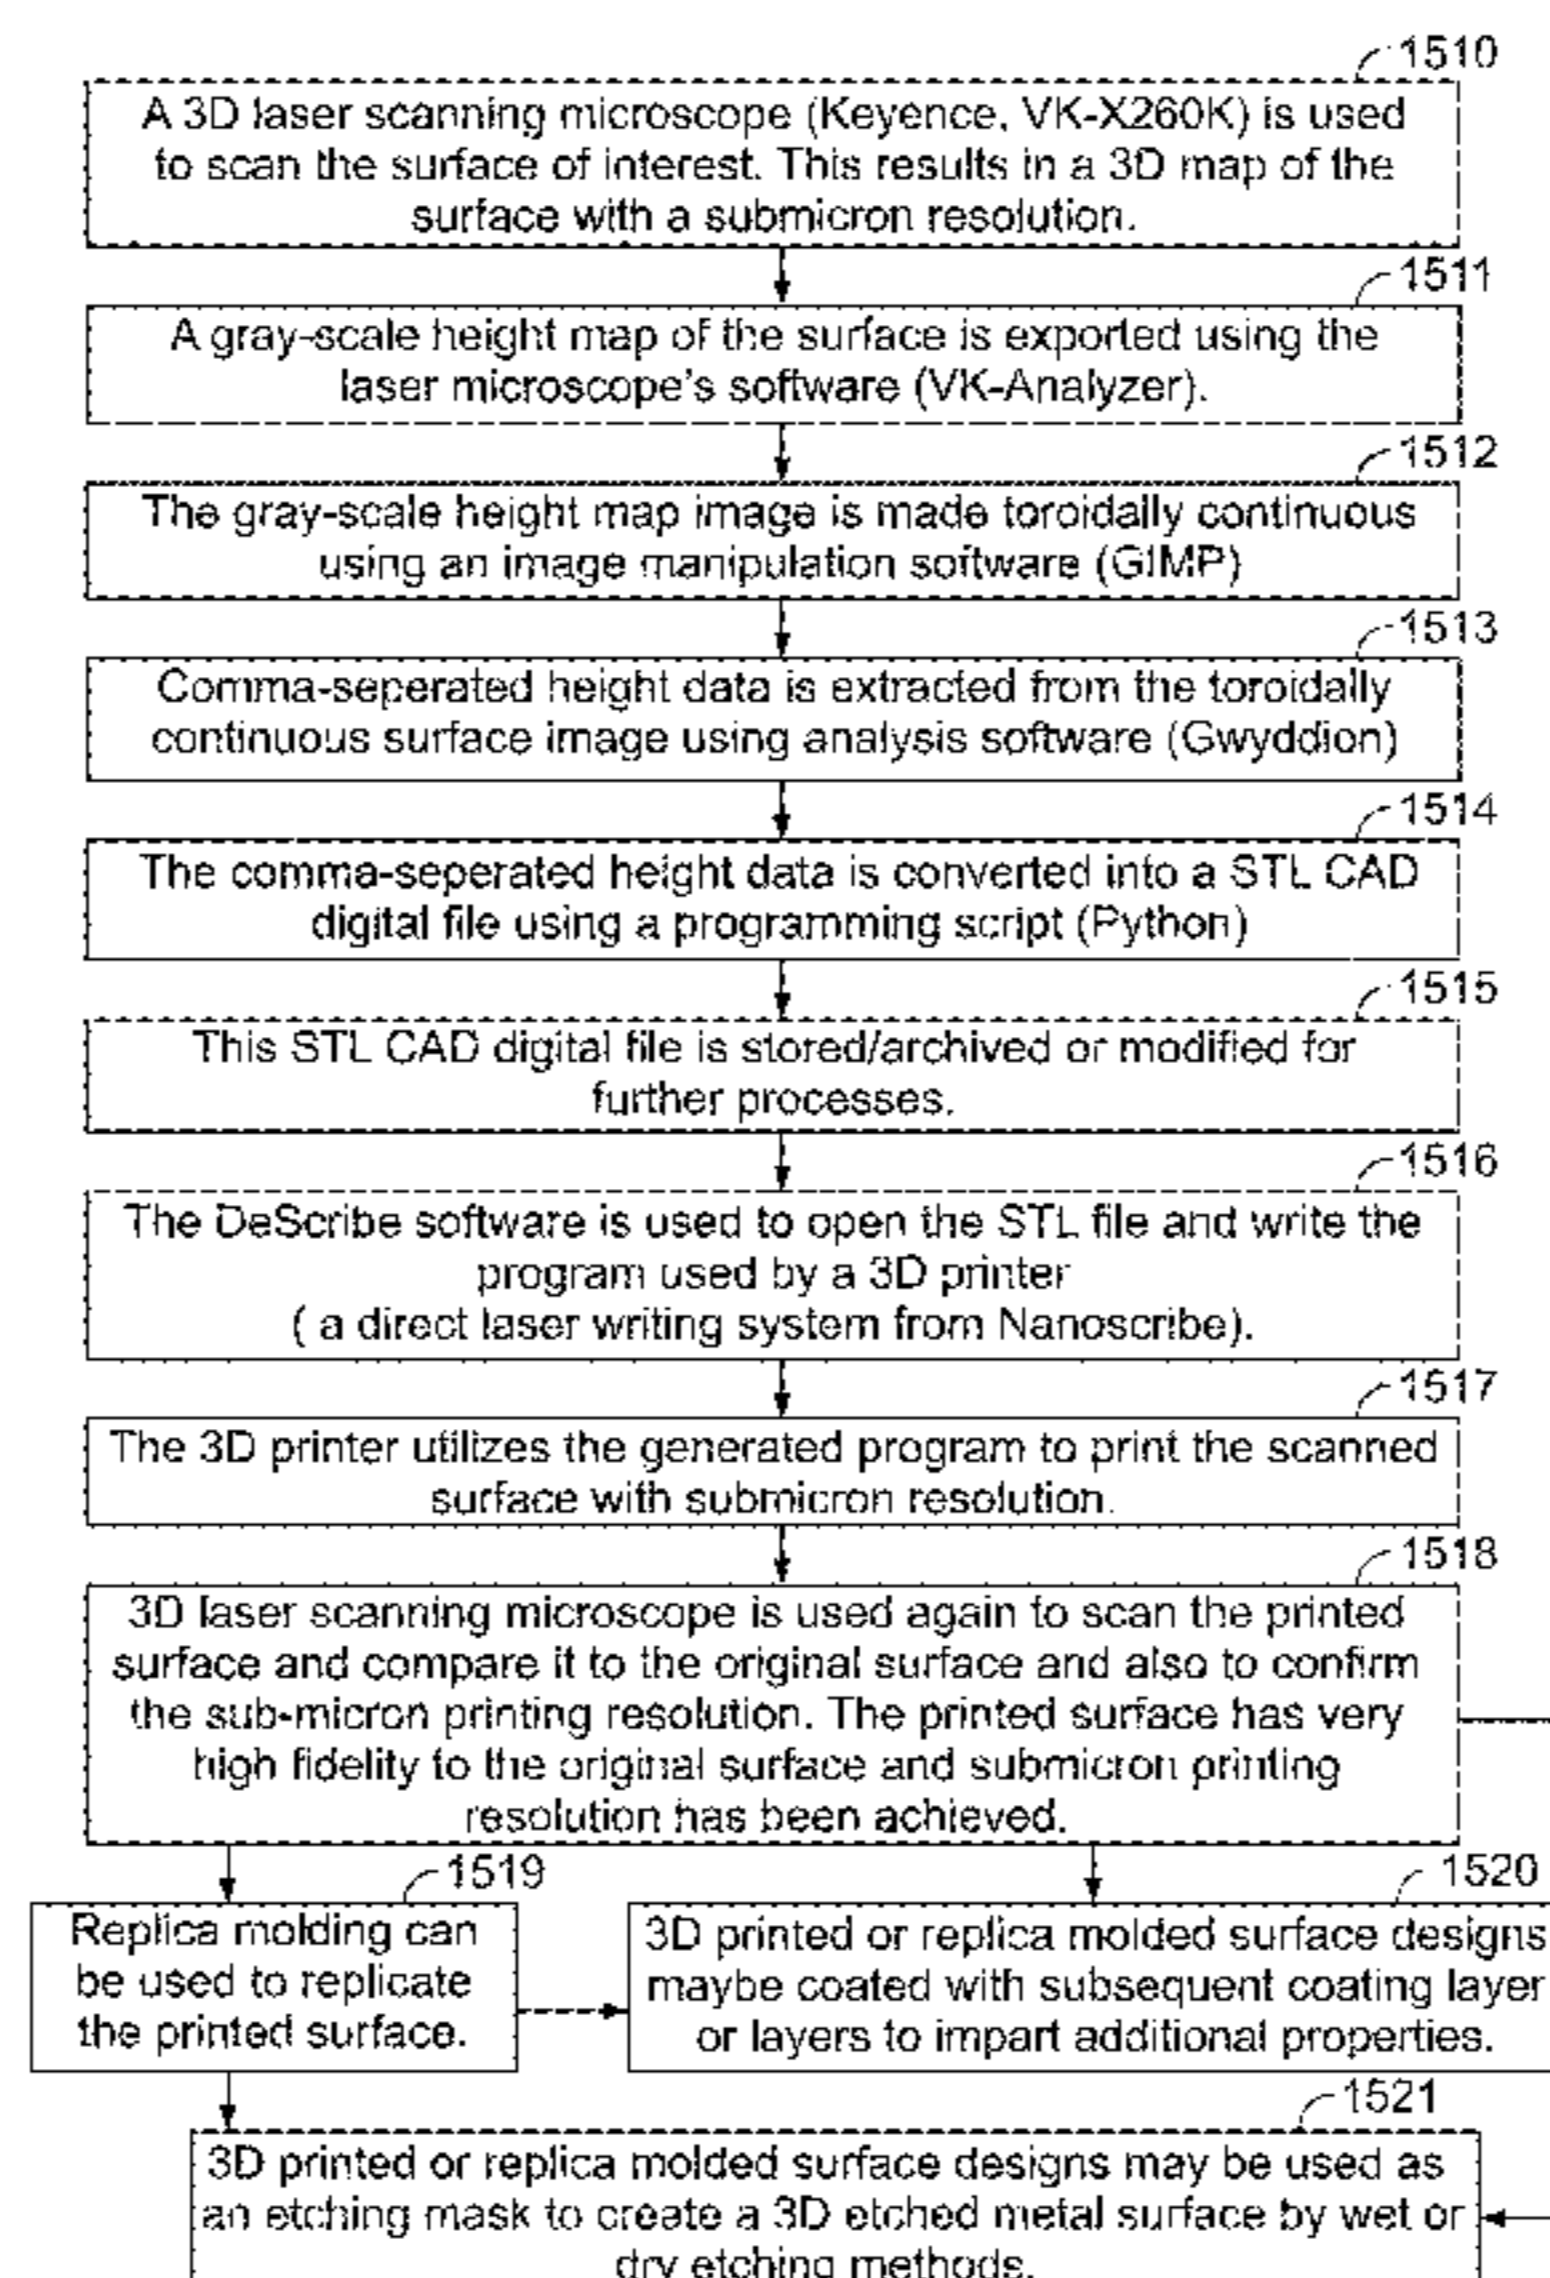 1510
A 3D laser scanning microscope (Keyence, VK-X260K) is used
to scan the surface of interest. This results in a 3D map of the
surface with a submicron resolution.
1511
A gray-scale height map of the surface is exported using the
laser microscope's software (VK-Analyzer).
1512
The gray-scale height map image is made toroidally continuous
using an image manipulation software (GIMP)
1513
Comma-seperated height data is extracted from the toroidally
continuous surface image using analysis software (Gwyddion)
1514
The comma-seperated height data is converted into a STL CAD
digital file using a programming script (Python)
1515
This STL CAD digital file is stored/archived or modified for
further processes.
1516
The DeScribe software is used to open the STL file and write the
program used by a 3D printer
( a direct laser writing system from Nanoscribe).
1517
The 3D printer utilizes the generated program to print the scanned
surface with submicron resolution.
1518
3D laser scanning microscope is used again to scan the printed
surface and compare it to the original surface and also to confirm
the sub-micron printing resolution. The printed surface has very
high fidelity to the original surface and submicron printing
resolution has been achieved.
1519
Replica molding can
be used to replicate
the printed surface.
1520
3D printed or replica molded surface designs
maybe coated with subsequent coating layer
or layers to impart additional properties.
1521
3D printed or replica molded surface designs may be used as
an etching mask to create a 3D etched metal surface by wet or
dry etching methods.